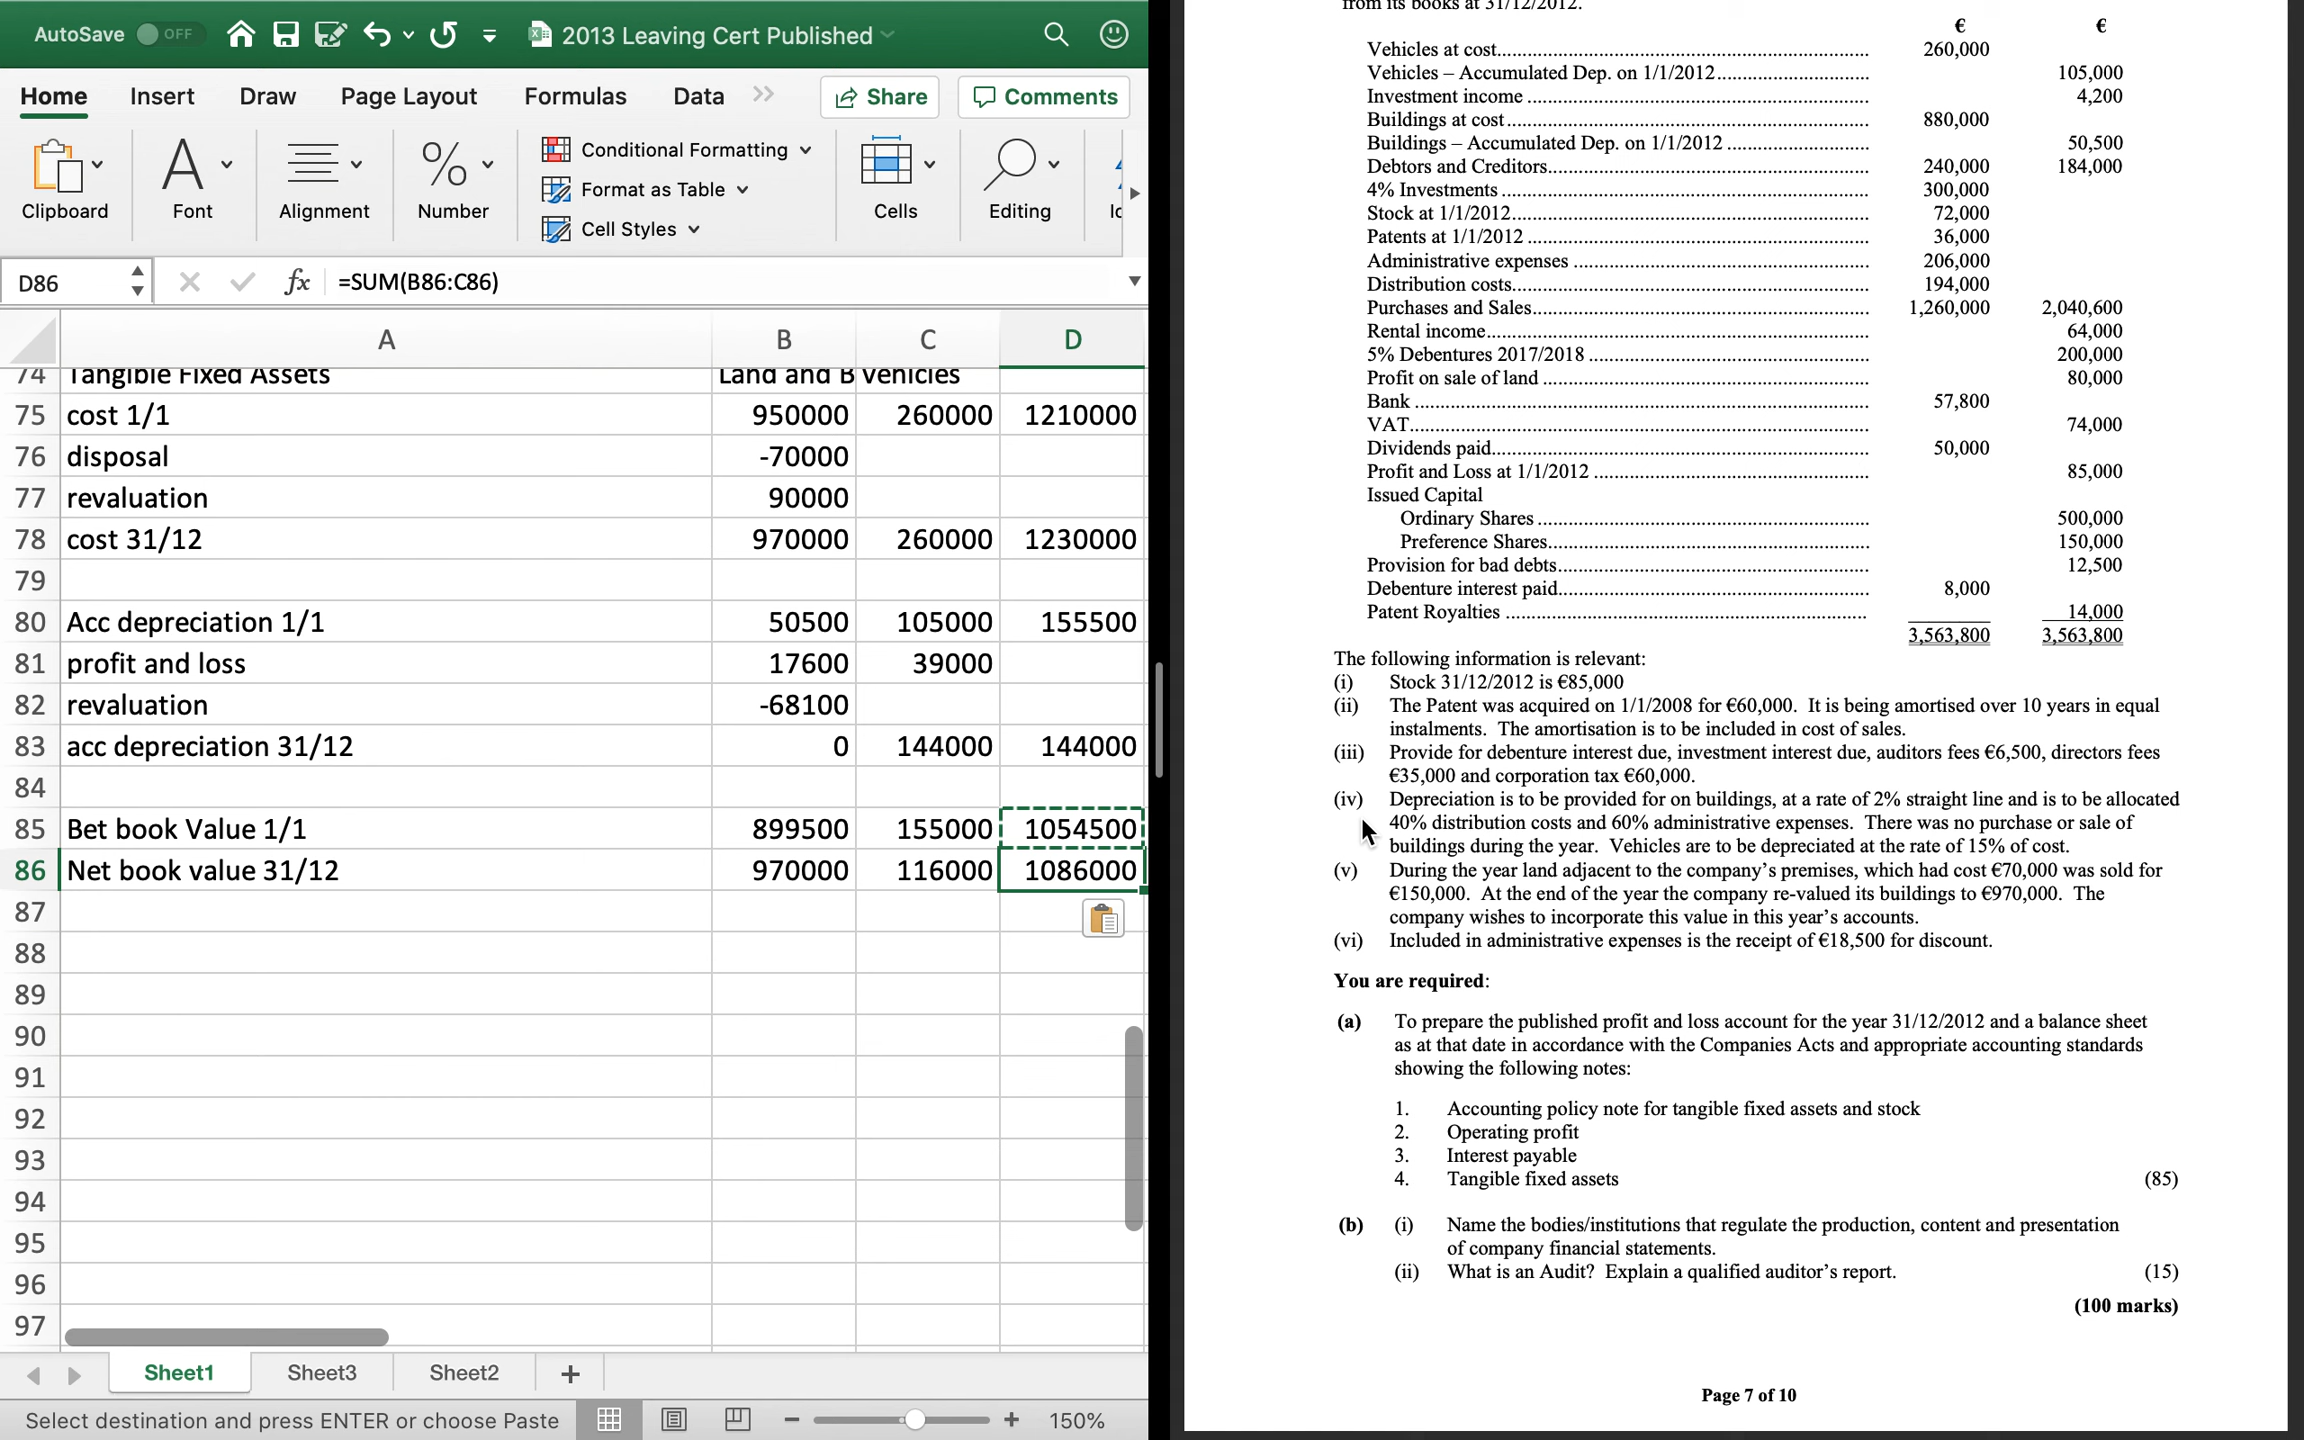 AutoSave OFF 2013 Leaving Cert Published
Home Insert Draw Page Layout Formulas Data Share Comments
Clipboard Font Alignment % Number Conditional Formatting Format as Table Cell Styles Cells Editing
D86 fx =SUM(B86:C86)
A B C D
74 Tangible Fixed Assets Land and B Vehicles
75 cost 1/1 950000 260000 1210000
76 disposal -70000
77 revaluation 90000
78 cost 31/12 970000 260000 1230000
79
80 Acc depreciation 1/1 50500 105000 155500
81 profit and loss 17600 39000
82 revaluation -68100
83 acc depreciation 31/12 0 144000 144000
84
85 Bet book Value 1/1 899500 155000 1054500
86 Net book value 31/12 970000 116000 1086000
87
88
89
90
91
92
93
94
95
96
97
Sheet1 Sheet3 Sheet2 +
Select destination and press ENTER or choose Paste 150%
from its books at 31/12/2012.
€ €
Vehicles at cost 260,000
Vehicles – Accumulated Dep. on 1/1/2012 105,000
Investment income 4,200
Buildings at cost 880,000
Buildings – Accumulated Dep. on 1/1/2012 50,500
Debtors and Creditors 240,000 184,000
4% Investments 300,000
Stock at 1/1/2012 72,000
Patents at 1/1/2012 36,000
Administrative expenses 206,000
Distribution costs 194,000
Purchases and Sales 1,260,000 2,040,600
Rental income 64,000
5% Debentures 2017/2018 200,000
Profit on sale of land 80,000
Bank 57,800
VAT 74,000
Dividends paid 50,000
Profit and Loss at 1/1/2012 85,000
Issued Capital
Ordinary Shares 500,000
Preference Shares 150,000
Provision for bad debts 12,500
Debenture interest paid 8,000
Patent Royalties 14,000
3,563,800 3,563,800
The following information is relevant:
(i) Stock 31/12/2012 is €85,000
(ii) The Patent was acquired on 1/1/2008 for €60,000. It is being amortised over 10 years in equal
instalments. The amortisation is to be included in cost of sales.
(iii) Provide for debenture interest due, investment interest due, auditors fees €6,500, directors fees
€35,000 and corporation tax €60,000.
(iv) Depreciation is to be provided for on buildings, at a rate of 2% straight line and is to be allocated
40% distribution costs and 60% administrative expenses. There was no purchase or sale of
buildings during the year. Vehicles are to be depreciated at the rate of 15% of cost.
(v) During the year land adjacent to the company's premises, which had cost €70,000 was sold for
€150,000. At the end of the year the company re-valued its buildings to €970,000. The
company wishes to incorporate this value in this year's accounts.
(vi) Included in administrative expenses is the receipt of €18,500 for discount.
You are required:
(a) To prepare the published profit and loss account for the year 31/12/2012 and a balance sheet
as at that date in accordance with the Companies Acts and appropriate accounting standards
showing the following notes:
1. Accounting policy note for tangible fixed assets and stock
2. Operating profit
3. Interest payable
4. Tangible fixed assets (85)
(b) (i) Name the bodies/institutions that regulate the production, content and presentation
of company financial statements.
(ii) What is an Audit? Explain a qualified auditor's report. (15)
(100 marks)
Page 7 of 10